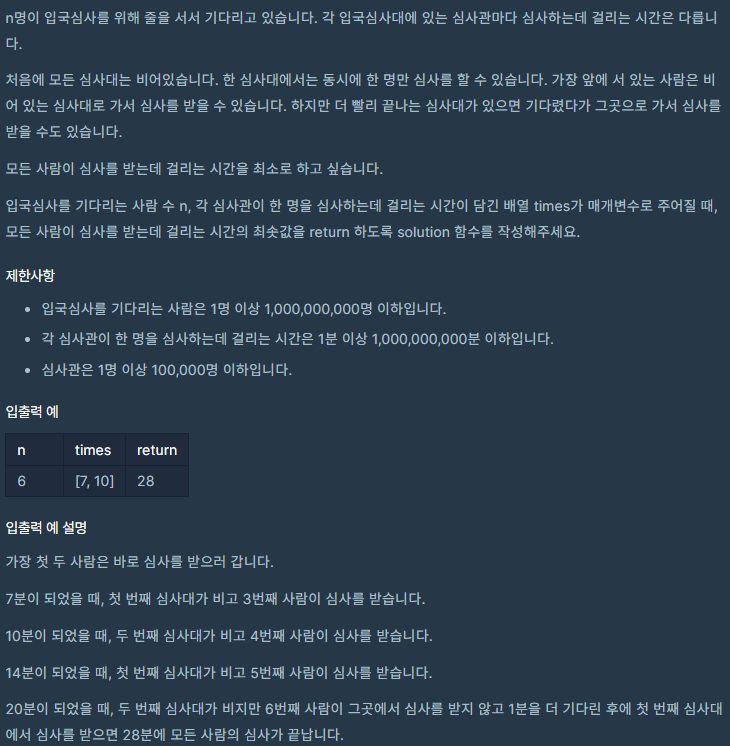 n명이 입국심사를 위해 줄을 서서 기다리고 있습니다. 각 입국심사대에 있는 심사관마다 심사하는데 걸리는 시간은 다릅니
다.
처음에 모든 심사대는 비어있습니다. 한 심사대에서는 동시에 한 명만 심사를 할 수 있습니다. 가장 앞에 서 있는 사람은 비
어 있는 심사대로 가서 심사를 받을 수 있습니다. 하지만 더 빨리 끝나는 심사대가 있으면 기다렸다가 그곳으로 가서 심사를
받을 수도 있습니다.
모든 사람이 심사를 받는데 걸리는 시간을 최소로 하고 싶습니다.
입국심사를 기다리는 사람 수 n, 각 심사관이 한 명을 심사하는데 걸리는 시간이 담긴 배열 times가 매개변수로 주어질 때,
모든 사람이 심사를 받는데 걸리는 시간의 최솟값을 return 하도록 solution 함수를 작성해주세요.
제한사항
• 입국심사를 기다리는 사람은 1명 이상 1,000,000,000명 이하입니다.
• 각 심사관이 한 명을 심사하는데 걸리는 시간은 1분 이상 1,000,000,000분 이하입니다.
• 심사관은 1명 이상 100,000명 이하입니다.
입출력 예
n times return
6 [7, 10] 28
입출력 예 설명
가장 첫 두 사람은 바로 심사를 받으러 갑니다.
7분이 되었을 때, 첫 번째 심사대가 비고 3번째 사람이 심사를 받습니다.
10분이 되었을 때, 두 번째 심사대가 비고 4번째 사람이 심사를 받습니다.
14분이 되었을 때, 첫 번째 심사대가 비고 5번째 사람이 심사를 받습니다.
20분이 되었을 때, 두 번째 심사대가 비지만 6번째 사람이 그곳에서 심사를 받지 않고 1분을 더 기다린 후에 첫 번째 심사대
에서 심사를 받으면 28분에 모든 사람의 심사가 끝납니다.